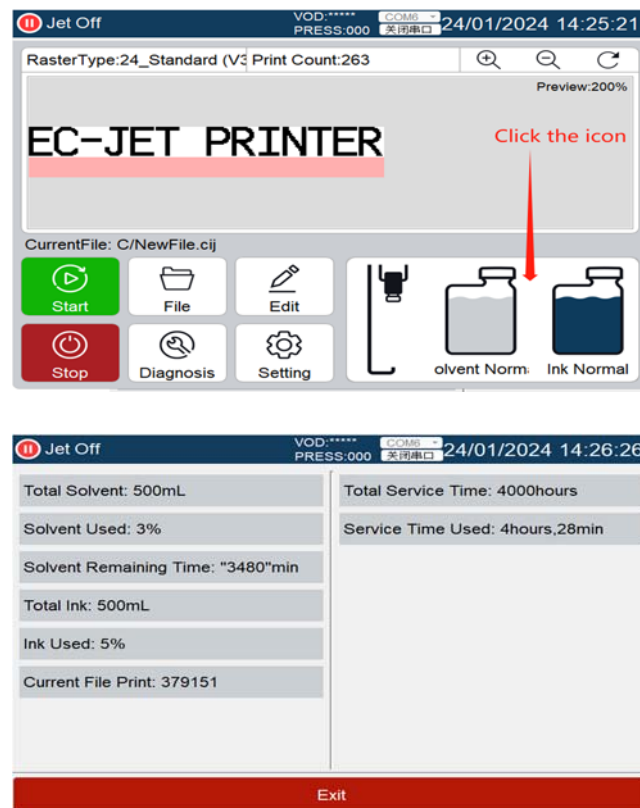 Jet Off
VOD:*****
PRESS:000
COM6
关闭串口
24/01/2024 14:25:21
RasterType:24_Standard (V3 Print Count:263
Preview:200%
EC-JET PRINTER
Click the icon
CurrentFile: C/NewFile.cij
Start
File
Edit
Stop
Diagnosis
Setting
olvent Norm
Ink Normal
Jet Off
VOD:*****
PRESS:000
COM6
关闭串口
24/01/2024 14:26:26
Total Solvent: 500mL
Total Service Time: 4000hours
Solvent Used: 3%
Service Time Used: 4hours,28min
Solvent Remaining Time: "3480"min
Total Ink: 500mL
Ink Used: 5%
Current File Print: 379151
Exit